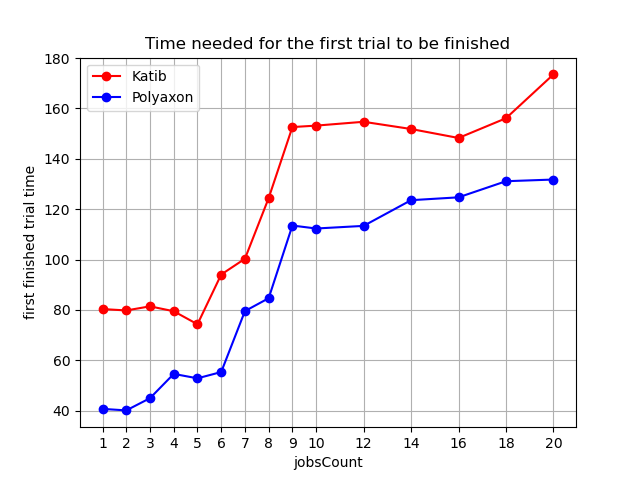 Time needed for the first trial to be finished
Katib
Polyaxon
first finished trial time
180
160
140
120
100
80
60
40
1 2 3 4 5 6 7 8 9 10 12 14 16 18 20
jobsCount